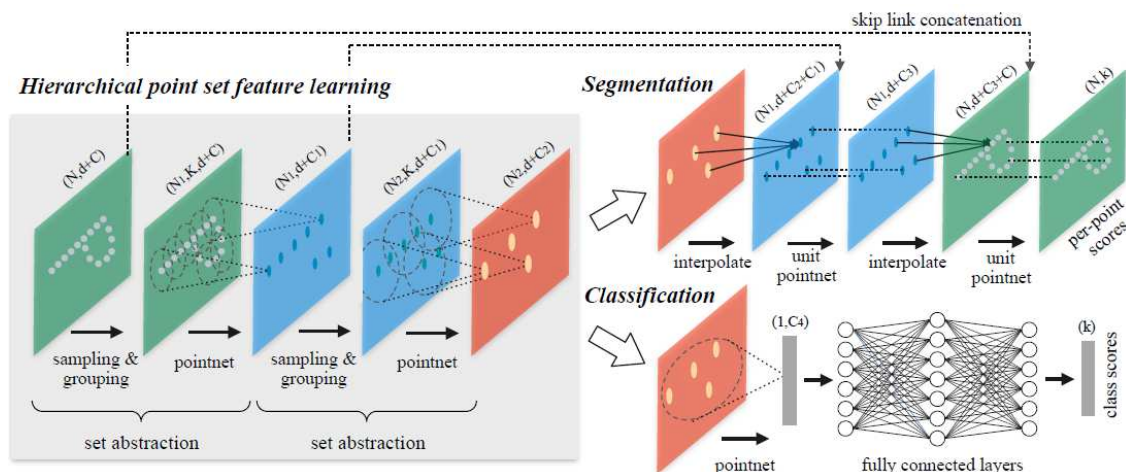 skip link concatenation
Hierarchical point set feature learning
(N,d+C)
(N1,K,d+C)
(N1,d+C1)
(N2,K,d+C1)
(N2,d+C2)
sampling &
grouping
pointnet
sampling &
grouping
pointnet
set abstraction
set abstraction
Segmentation
(N1,d+C2+C1)
(N1,d+C3)
(N,d+C3+C)
(N,k)
interpolate
unit
pointnet
interpolate
unit
pointnet
per-point
scores
Classification
(1,C4)
(k)
class scores
pointnet
fully connected layers